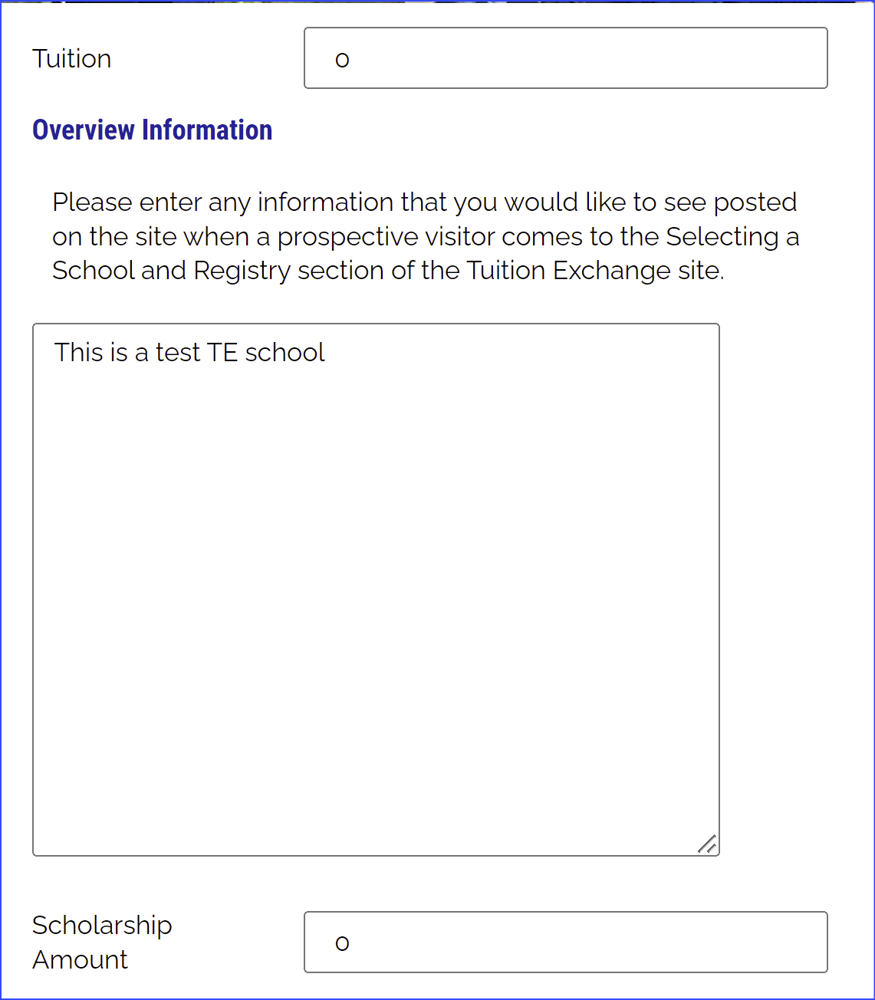 Tuition
0
Overview Information
Please enter any information that you would like to see posted
on the site when a prospective visitor comes to the Selecting a
School and Registry section of the Tuition Exchange site.
This is a test TE school
Scholarship
Amount
0